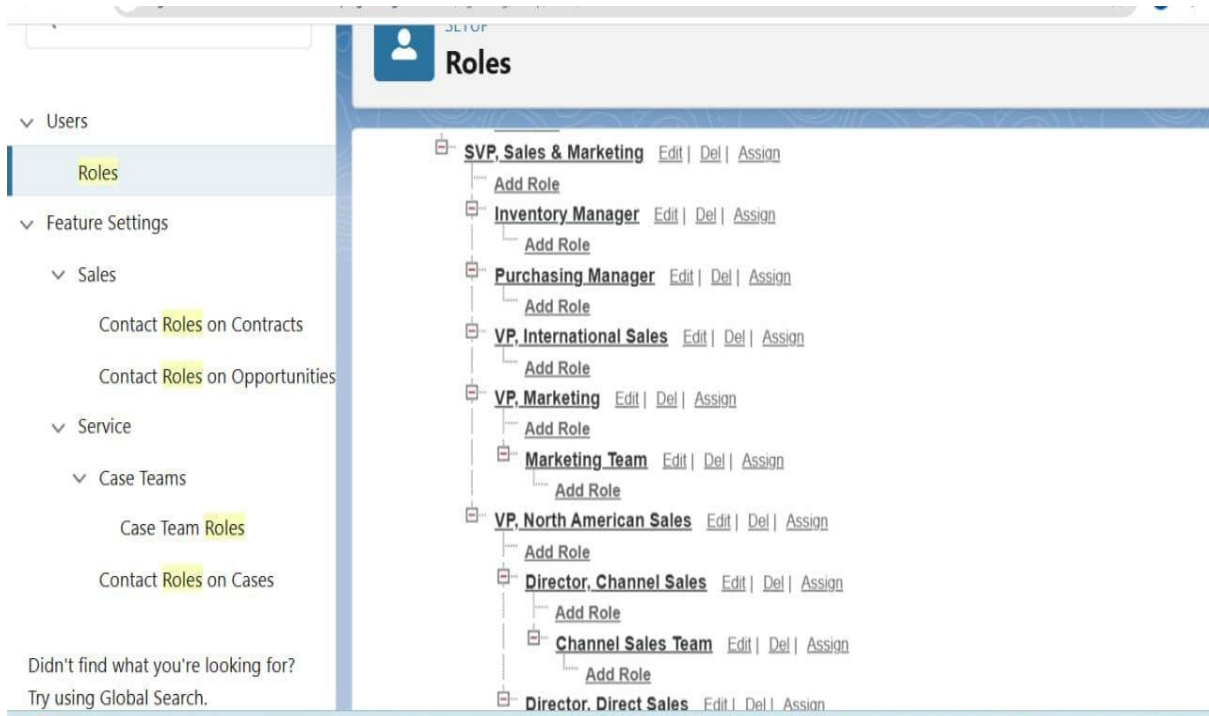 SETUP
Roles
Users
Roles
Feature Settings
Sales
Contact Roles on Contracts
Contact Roles on Opportunities
Service
Case Teams
Case Team Roles
Contact Roles on Cases
Didn't find what you're looking for?
Try using Global Search.
SVP, Sales & Marketing Edit | Del | Assign
Add Role
Inventory Manager Edit | Del | Assign
Add Role
Purchasing Manager Edit | Del | Assign
Add Role
VP, International Sales Edit | Del | Assign
Add Role
VP, Marketing Edit | Del | Assign
Add Role
Marketing Team Edit | Del | Assign
Add Role
VP, North American Sales Edit | Del | Assign
Add Role
Director, Channel Sales Edit | Del | Assign
Add Role
Channel Sales Team Edit | Del | Assign
Add Role
Director, Direct Sales Edit | Del | Assign